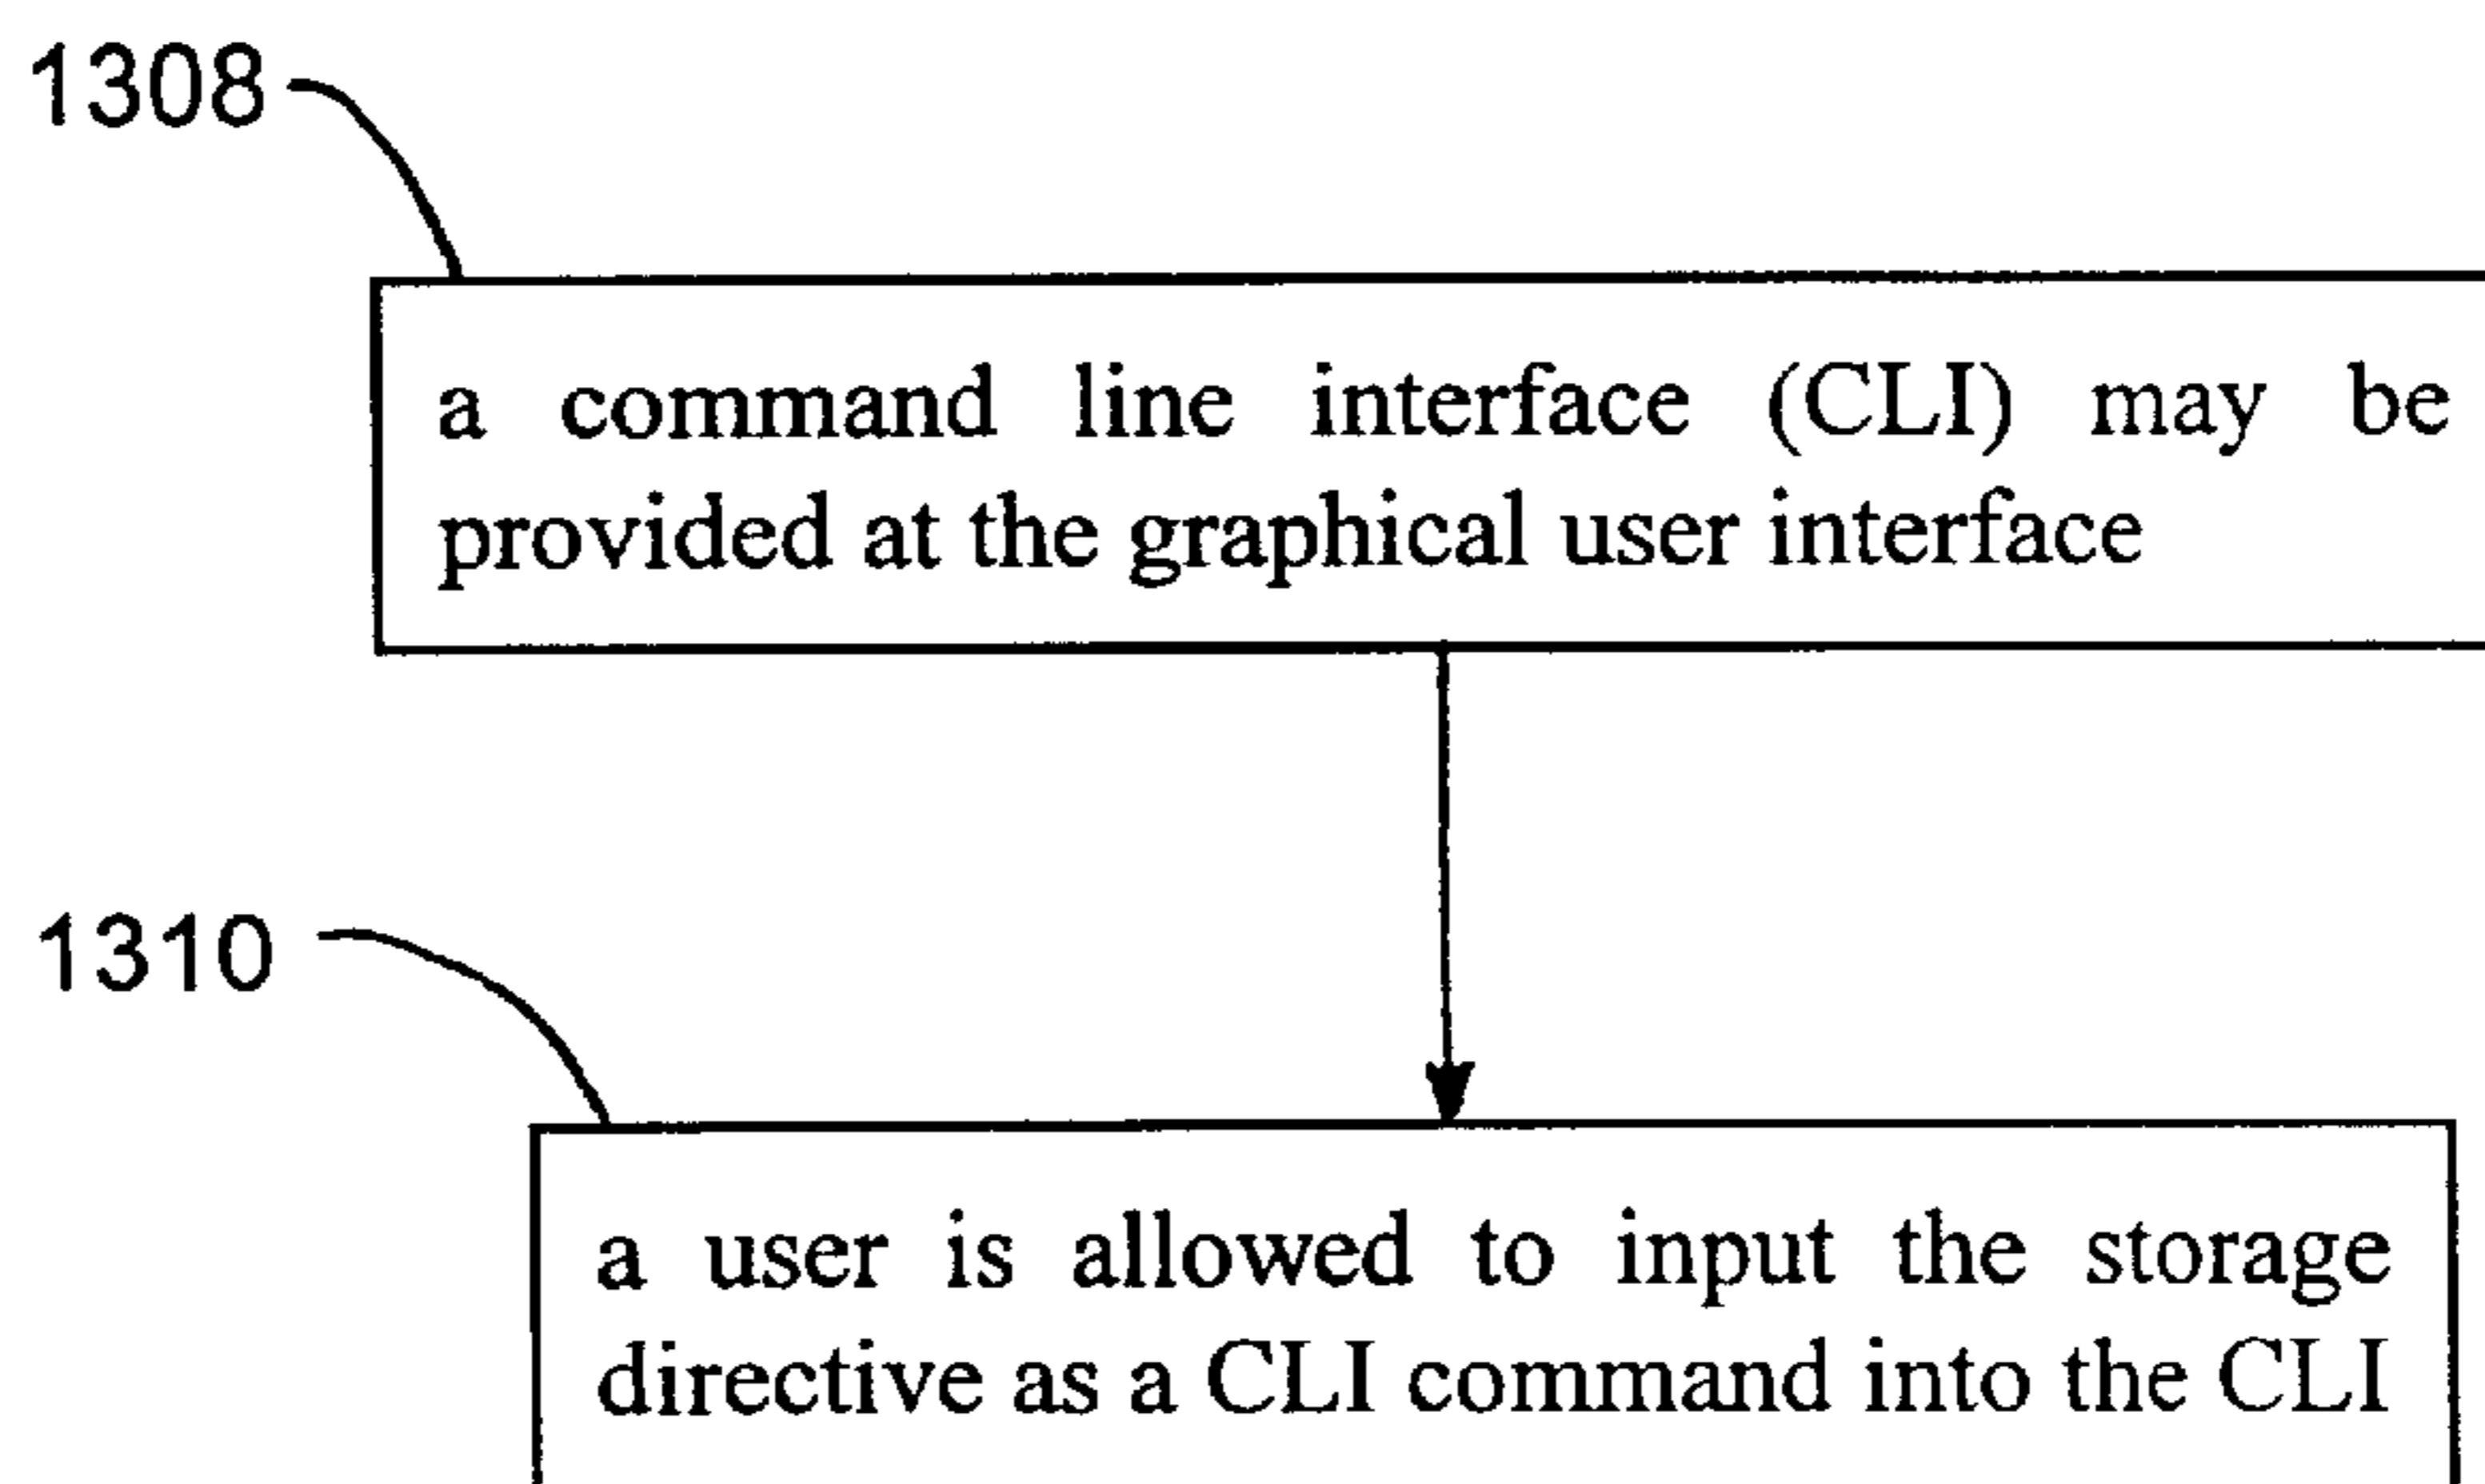 1308
a command line interface (CLI) may be
provided at the graphical user interface
1310
a user is allowed to input the storage
directive as a CLI command into the CLI